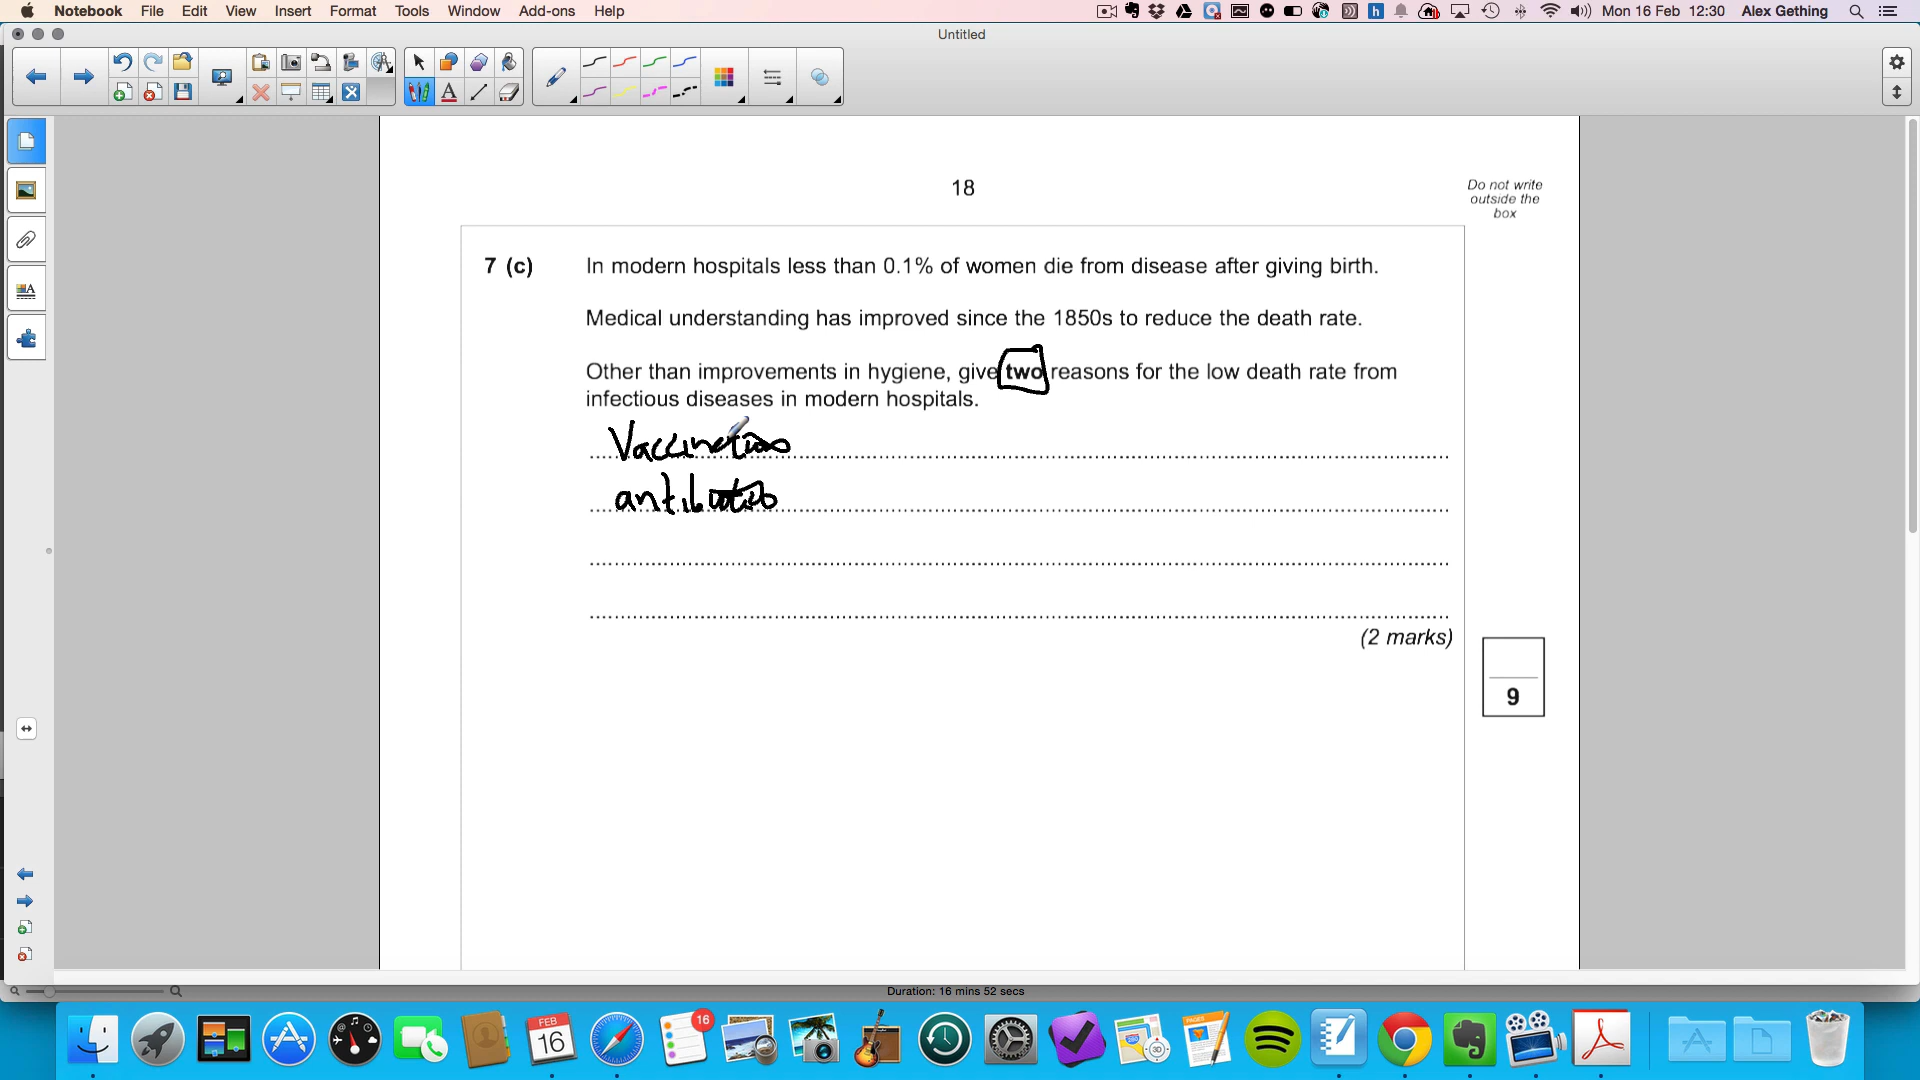 Notebook File Edit View Insert Format Tools Window Add-ons Help Mon 16 Feb 12:30 Alex Gething
Untitled
18
Do not write
outside the
box
7 (c) In modern hospitals less than 0.1% of women die from disease after giving birth.
Medical understanding has improved since the 1850s to reduce the death rate.
Other than improvements in hygiene, give two reasons for the low death rate from
infectious diseases in modern hospitals.
Vaccination
antibiotics
(2 marks)
9
Duration: 16 mins 52 secs
FEB
16
16
PAGES